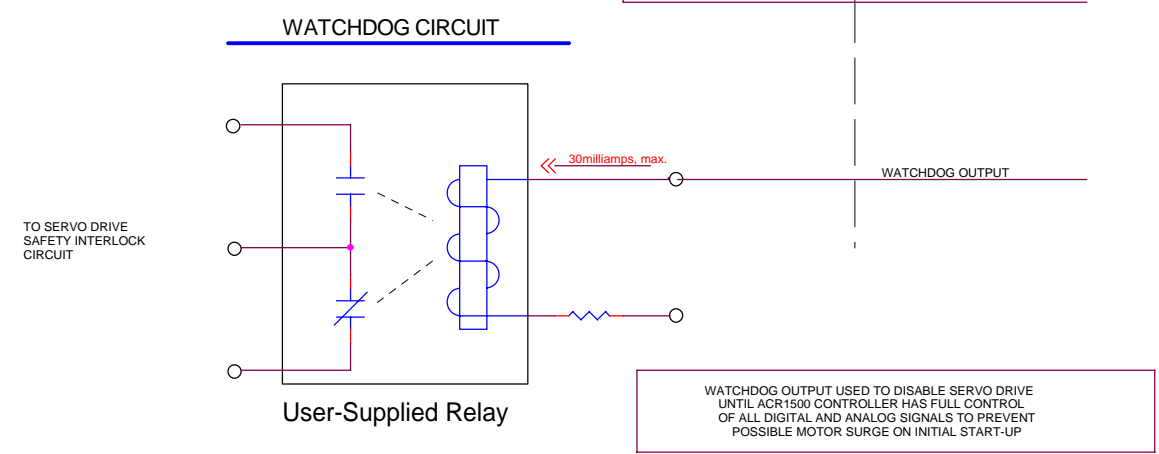 WATCHDOG CIRCUIT
30milliamps, max.
WATCHDOG OUTPUT
TO SERVO DRIVE
SAFETY INTERLOCK
CIRCUIT
User-Supplied Relay
WATCHDOG OUTPUT USED TO DISABLE SERVO DRIVE
UNTIL ACR1500 CONTROLLER HAS FULL CONTROL
OF ALL DIGITAL AND ANALOG SIGNALS TO PREVENT
POSSIBLE MOTOR SURGE ON INITIAL START-UP